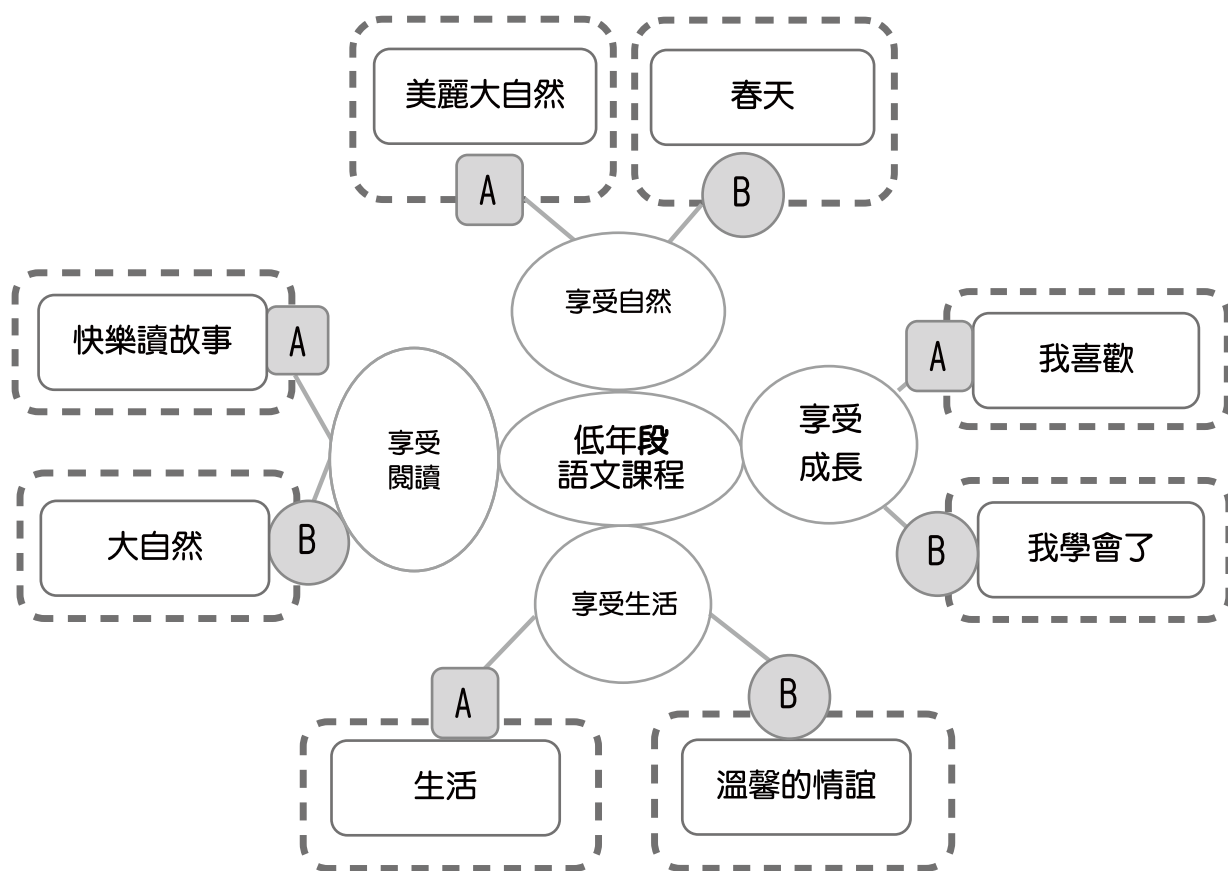 美麗大自然
春天
A
B
享受自然
快樂讀故事
A
A
我喜歡
享受
閱讀
低年段
語文課程
享受
成長
大自然
B
B
我學會了
享受生活
A
B
生活
溫馨的情誼